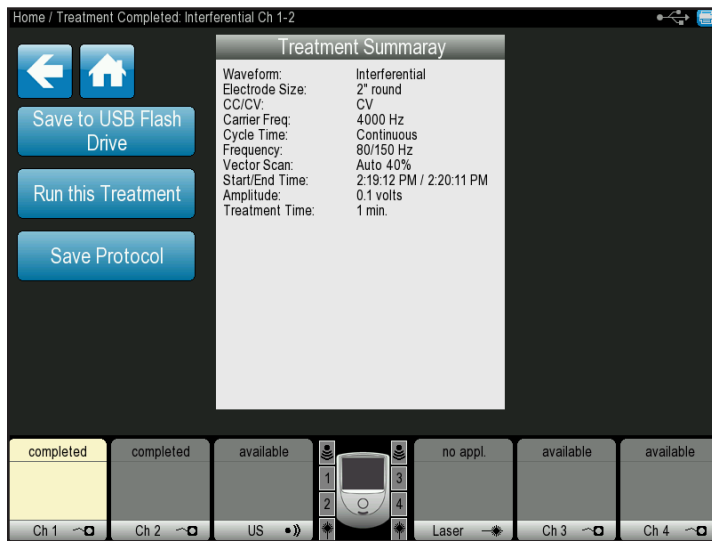 Home / Treatment Completed: Interferential Ch 1-2
Treatment Summaray
Save to USB Flash
Drive
Run this Treatment
Save Protocol
Waveform: Interferential
Electrode Size: 2" round
CC/CV: CV
Carrier Freq: 4000 Hz
Cycle Time: Continuous
Frequency: 80/150 Hz
Vector Scan: Auto 40%
Start/End Time: 2:19:12 PM / 2:20:11 PM
Amplitude: 0.1 volts
Treatment Time: 1 min.
completed completed available no appl. available available
1 3
2 4
Ch 1 Ch 2 US Laser Ch 3 Ch 4